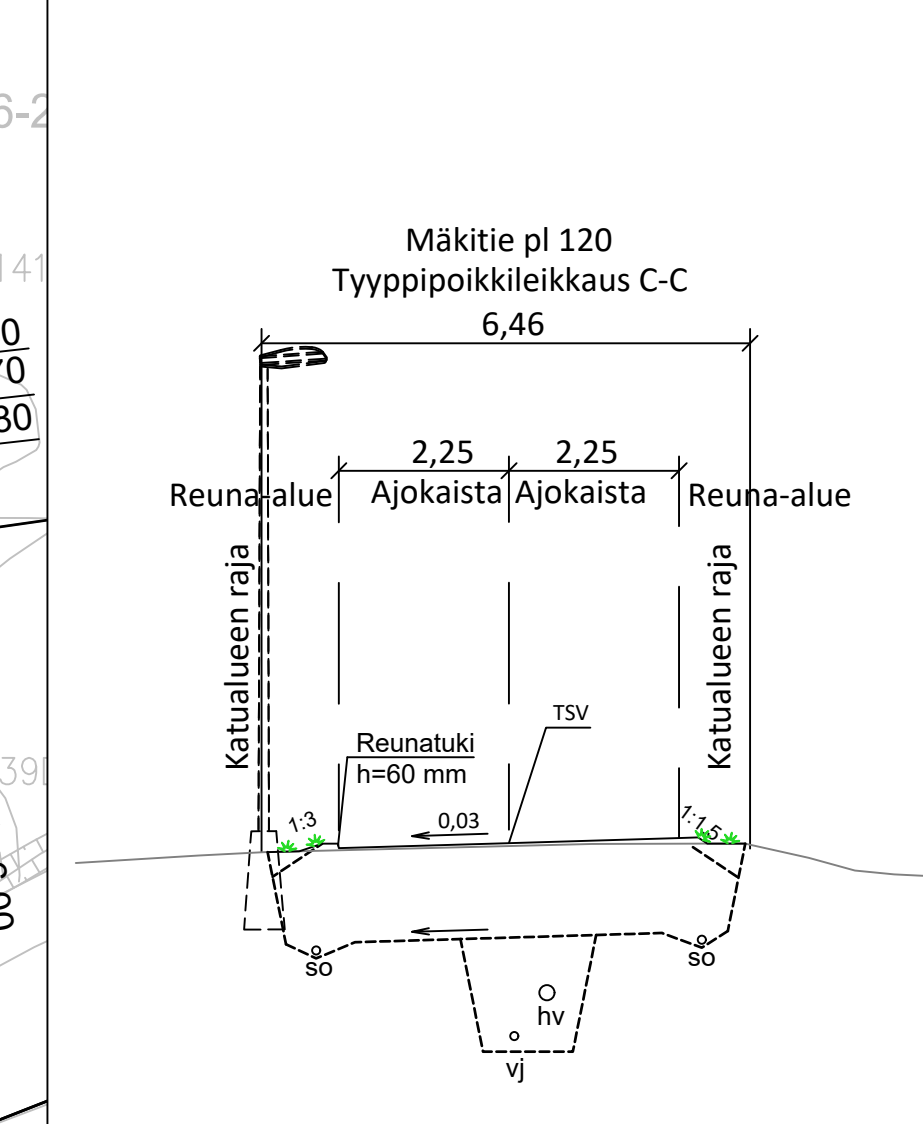 Mäkitie pl 120
Tyyppipoikkileikkaus C-C
6,46
2,25 2,25
Reuna-alue Ajokaista Ajokaista Reuna-alue
Katualueen raja
Katualueen raja
TSV
Reunatuki
h=60 mm
1:3
0,03
1:1,5
so
so
hv
vj